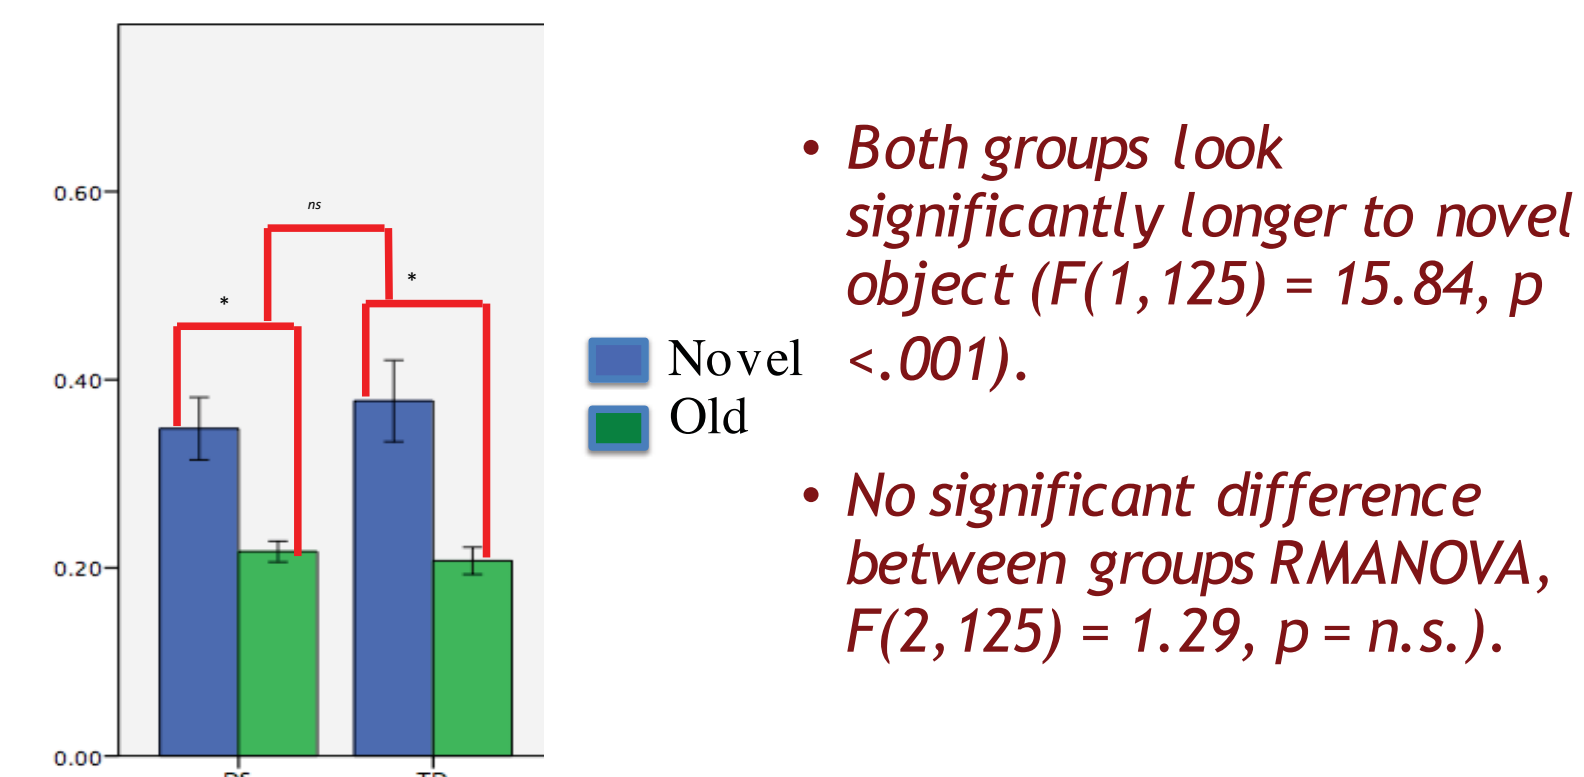 0.60
0.40
0.20
0.00
ns
*
*
Novel
Old
• Both groups look
significantly longer to novel
object (F(1,125) = 15.84, p
<.001).
• No significant difference
between groups RMANOVA,
F(2,125) = 1.29, p = n.s.).